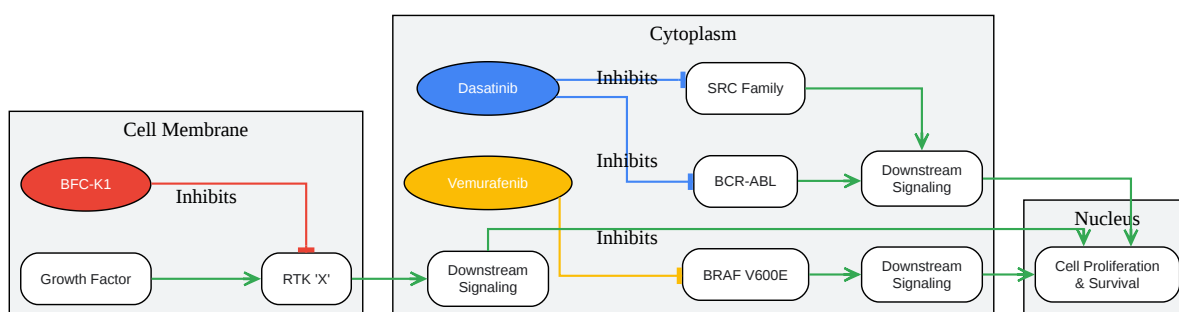 Cell Membrane
BFC-K1
Inhibits
Growth Factor
RTK 'X'
Cytoplasm
Dasatinib
Inhibits
SRC Family
Inhibits
BCR-ABL
Downstream
Signaling
Vemurafenib
Inhibits
Downstream
Signaling
BRAF V600E
Downstream
Signaling
Nucleus
Cell Proliferation
& Survival